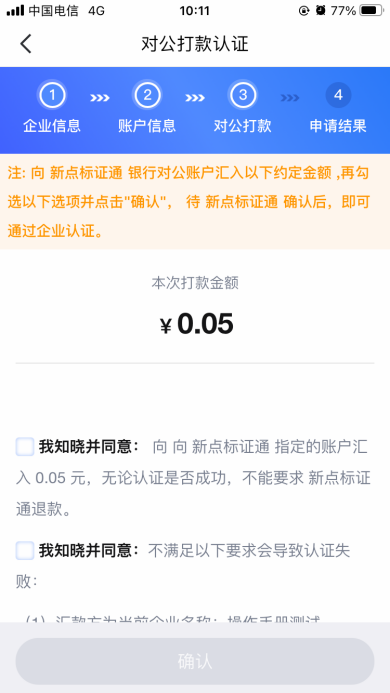 中国电信 4G 10:11 77%
对公打款认证
1 2 3 4
企业信息 账户信息 对公打款 申请结果
注: 向 新点标证通 银行对公账户汇入以下约定金额 ,再勾
选以下选项并点击"确认"， 待 新点标证通 确认后，即可
通过企业认证。
本次打款金额
¥ 0.05
我知晓并同意： 向 向 新点标证通 指定的账户汇
入 0.05 元，无论认证是否成功，不能要求 新点标证
通退款。
我知晓并同意：不满足以下要求会导致认证失
败：
（1）汇款方为当前企业名称：操作手册测试
确认